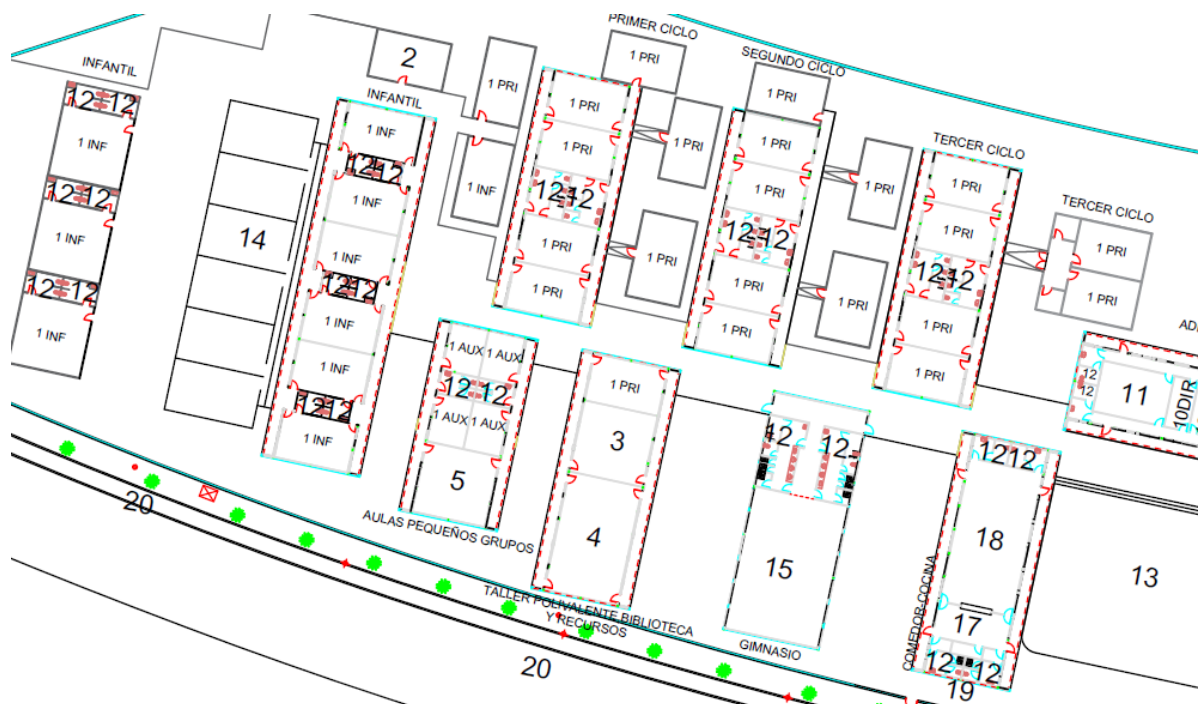 PRIMER CICLO
2
1 PRI
1 PRI
SEGUNDO CICLO
INFANTIL
12 12
INFANTIL
1 PRI
1 PRI
1 INF
1 INF
1 PRI
1 PRI
1 PRI
TERCER CICLO
12 12
1 PRI
1 INF
1 PRI
1 PRI
1 PRI
12 12
1 INF
12 12
1 PRI
TERCER CICLO
1 INF
14
1 INF
1 PRI
1 PRI
12 12
12 12
1 PRI
1 PRI
1 PRI
1 PRI
12 12
12 12
1 PRI
1 PRI
1 PRI
1 INF
1 INF
1 PRI
1 PRI
AD
1 INF
1 AUX
1 AUX
12 12
1 PRI
3
1 PRI
12
12
11
10DIR
12 12
1 INF
1 AUX
1 AUX
12
12
12 12
5
4
15
18
13
20
AULAS PEQUEÑOS GRUPOS
TALLER POLIVALENTE,BIBLIOTECA
Y RECURSOS
GIMNASIO
COMEDOR-COCINA
17
12
12
19
20